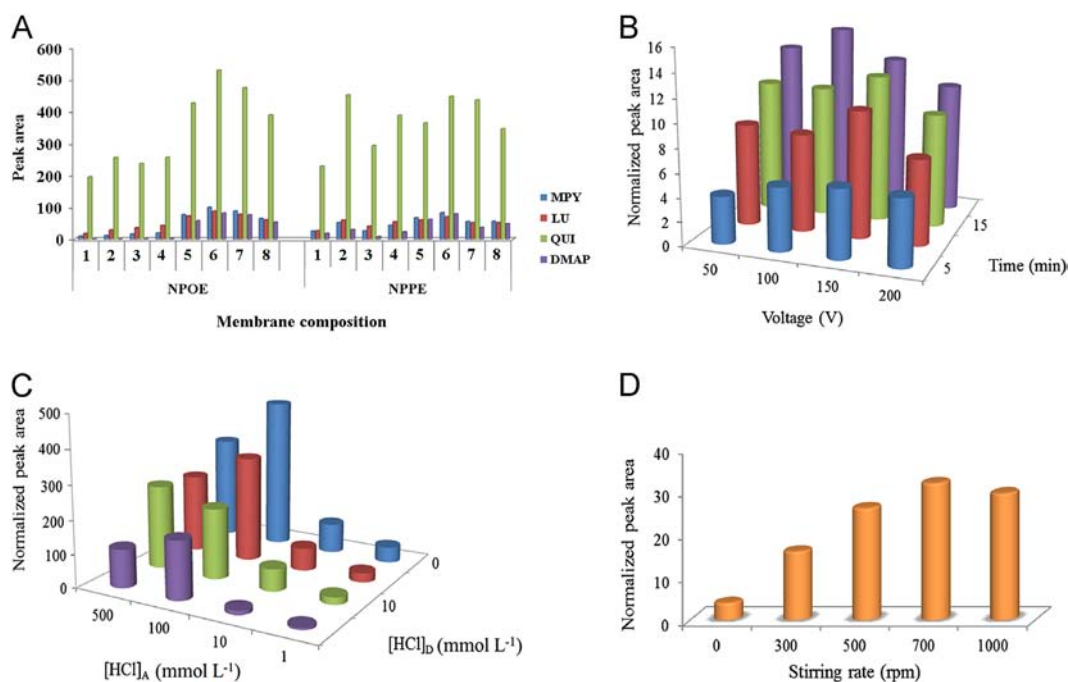 A
Peak area
600
500
400
300
200
100
0
1 2 3 4 5 6 7 8 1 2 3 4 5 6 7 8
NPOE NPPE
Membrane composition
MPY
LU
QUI
DMAP
B
Normalized peak area
16
14
12
10
8
6
4
2
0
50 100 150 200
Voltage (V)
5 15
Time (min)
C
Normalized peak area
500
400
300
200
100
0
500 100 10 1
[HCl]A (mmol L-1)
10 0
[HCl]D (mmol L-1)
D
Normalized peak area
40
30
20
10
0
0 300 500 700 1000
Stirring rate (rpm)